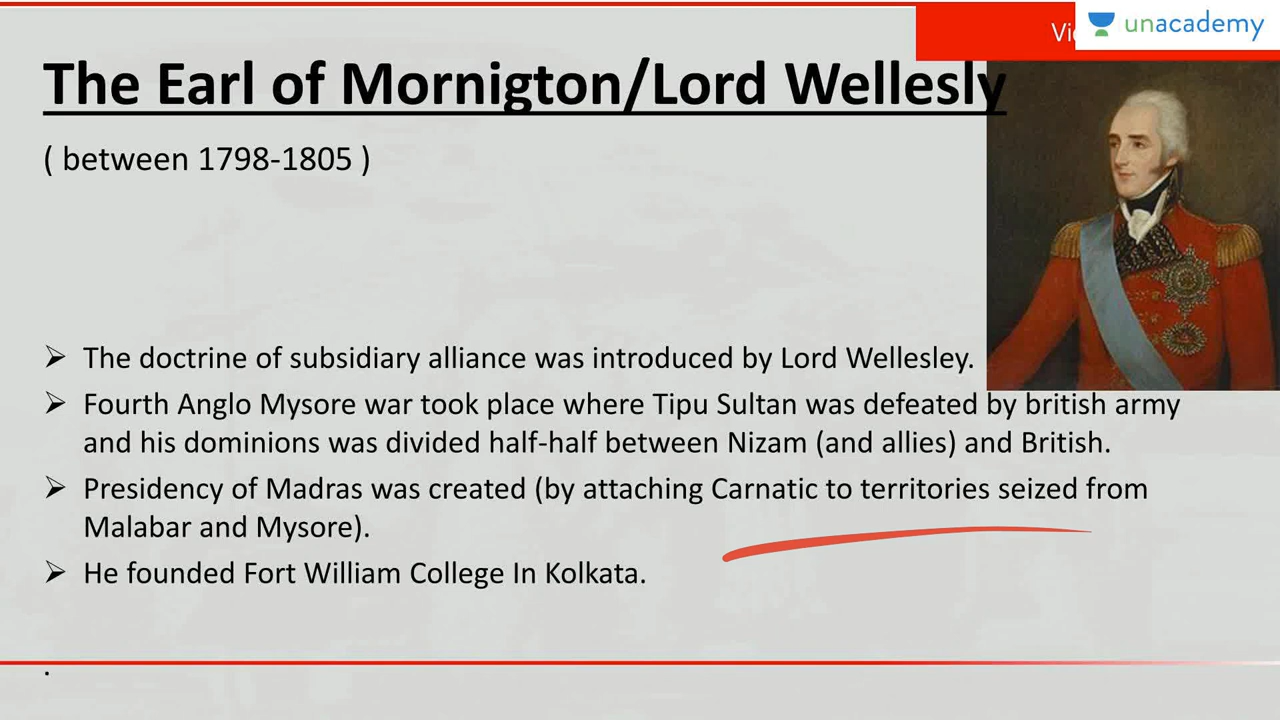 unacademy
The Earl of Mornigton/Lord Wellesly
( between 1798-1805 )
➢ The doctrine of subsidiary alliance was introduced by Lord Wellesley.
➢ Fourth Anglo Mysore war took place where Tipu Sultan was defeated by british army
and his dominions was divided half-half between Nizam (and allies) and British.
➢ Presidency of Madras was created (by attaching Carnatic to territories seized from
Malabar and Mysore).
➢ He founded Fort William College In Kolkata.
.